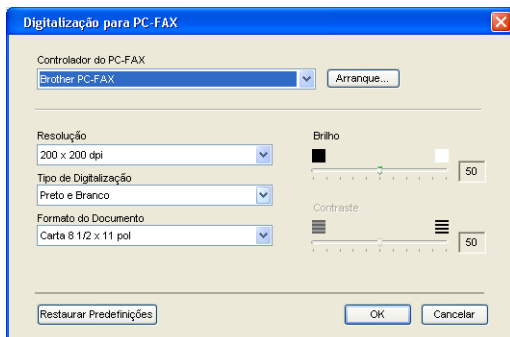 Digitalização para PC-FAX
Controlador do PC-FAX
Brother PC-FAX
Arranque...
Resolução
200 x 200 dpi
Tipo de Digitalização
Preto e Branco
Formato do Documento
Carta 8 1/2 x 11 pol
Brilho
50
Contraste
50
Restaurar Predefinições
OK
Cancelar